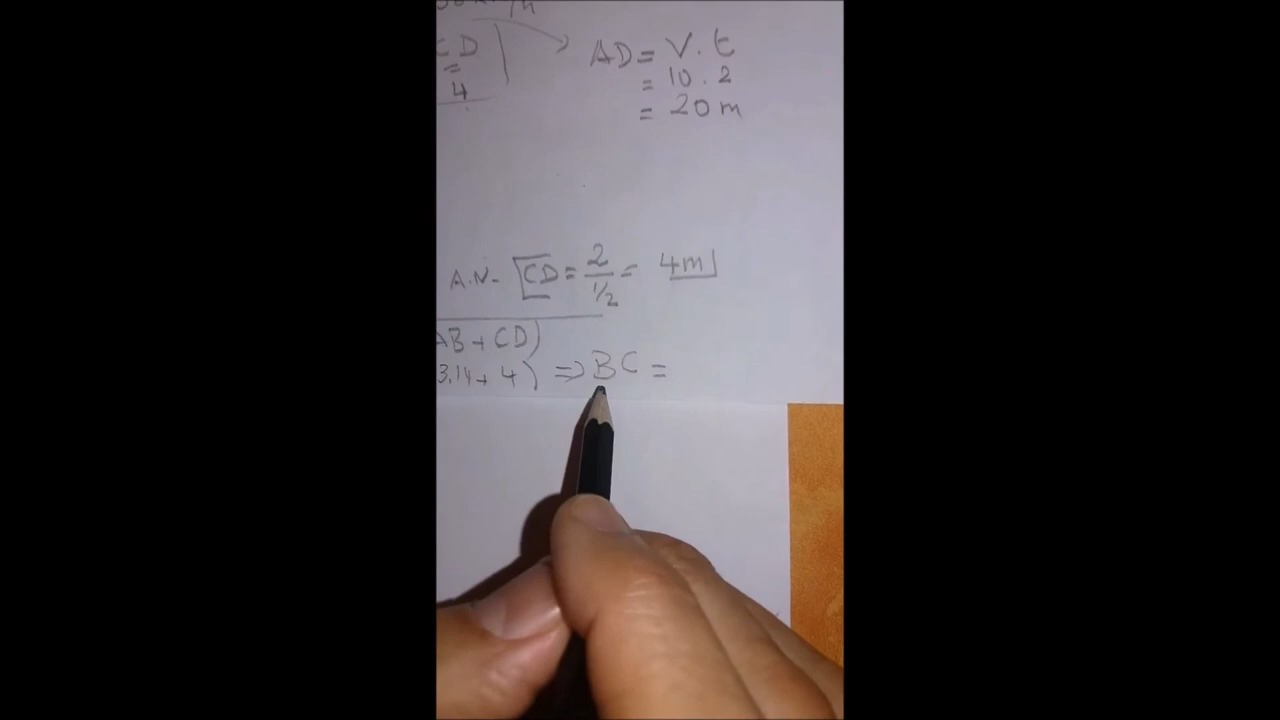 CD
=
4
AD = V. t
= 10 . 2
= 20 m
A.N- CD = 2/1/2 = 4m
AB + CD)
3,14 + 4) ⇒ BC =